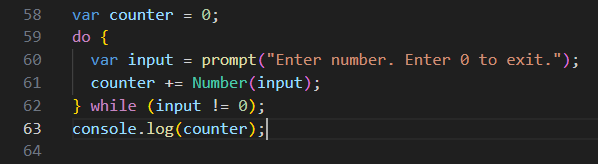 58 var counter = 0;
59 do {
60 var input = prompt("Enter number. Enter 0 to exit.");
61 counter += Number(input);
62 } while (input != 0);
63 console.log(counter);
64